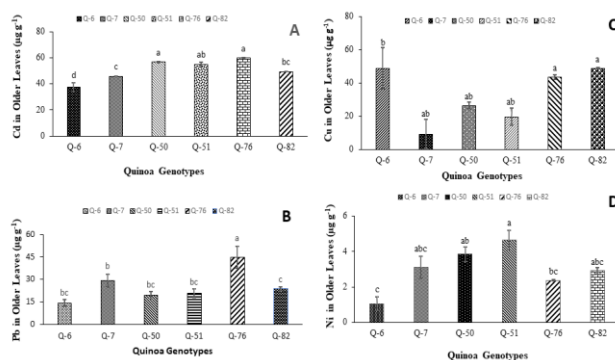 A
Q-6 Q-7 Q-50 Q-51 Q-76 Q-82
Cd in Older Leaves (µg g-1)
80
60
40
20
0
d c a ab a bc
Q-6 Q-7 Q-50 Q-51 Q-76 Q-82
Quinoa Genotypes
C
Q-6 Q-7 Q-50 Q-51 Q-76 Q-82
Cu in Older Leaves (µg g-1)
80
60
40
20
0
b ab ab ab a a
Q-6 Q-7 Q-50 Q-51 Q-76 Q-82
Quinoa Genotypes
B
Q-6 Q-7 Q-50 Q-51 Q-76 Q-82
Pb in Older Leaves (µg g-1)
60
45
30
15
0
bc b bc bc a c
Q-6 Q-7 Q-50 Q-51 Q-76 Q-82
Quinoa Genotypes
D
Q-6 Q-7 Q-50 Q-51 Q-76 Q-82
Ni in Older Leaves (µg g-1)
6
4
2
0
c abc ab a bc abc
Q-6 Q-7 Q-50 Q-51 Q-76 Q-82
Quinoa Genotypes